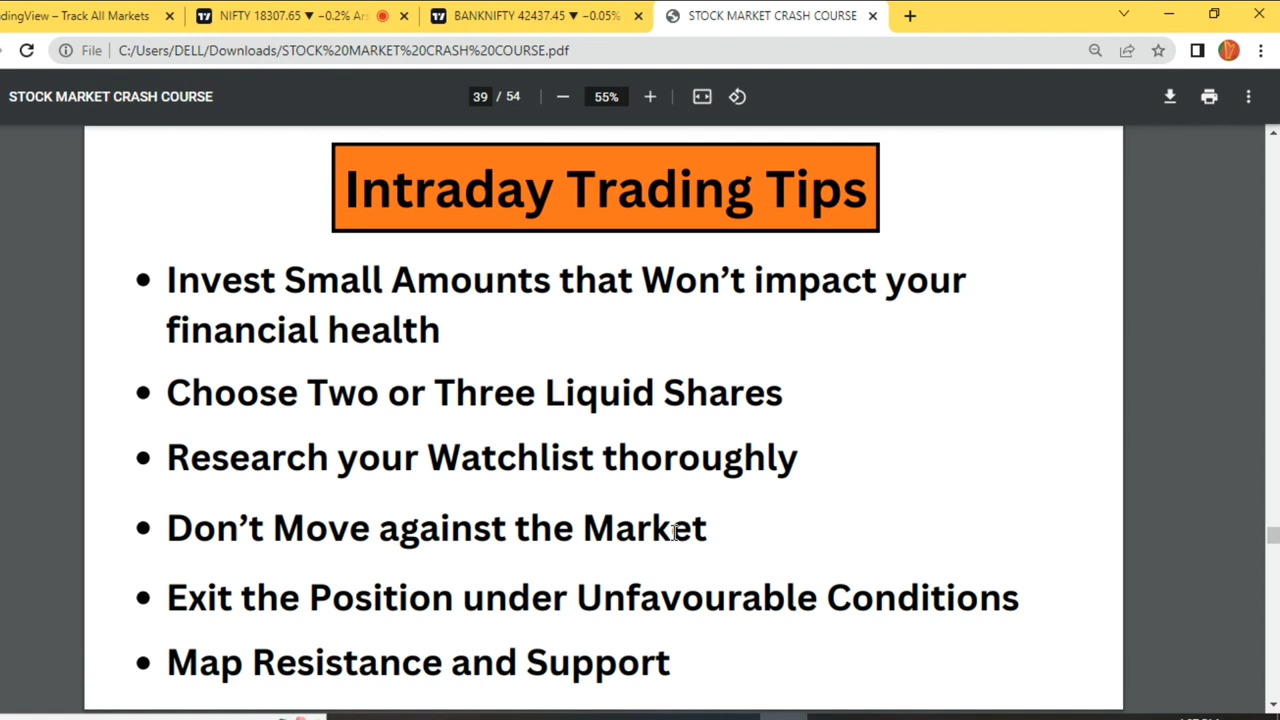 adingView – Track All Markets
NIFTY 18307.65 ▼ −0.2% Ars
BANKNIFTY 42437.45 ▼ −0.05%
STOCK MARKET CRASH COURSE
File
C:/Users/DELL/Downloads/STOCK%20MARKET%20CRASH%20COURSE.pdf
STOCK MARKET CRASH COURSE
39 / 54
55%
Intraday Trading Tips
• Invest Small Amounts that Won’t impact your
financial health
• Choose Two or Three Liquid Shares
• Research your Watchlist thoroughly
• Don’t Move against the Market
• Exit the Position under Unfavourable Conditions
• Map Resistance and Support